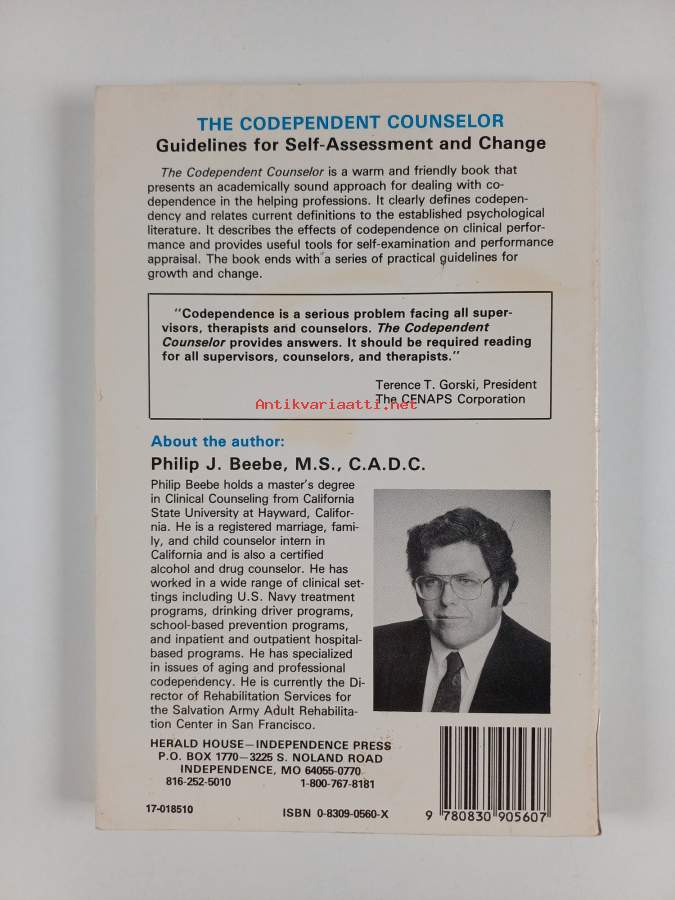 THE CODEPENDENT COUNSELOR
Guidelines for Self-Assessment and Change
The Codependent Counselor is a warm and friendly book that
presents an academically sound approach for dealing with co-
dependence in the helping professions. It clearly defines codepen-
dency and relates current definitions to the established psychological
literature. It describes the effects of codependence on clinical perfor-
mance and provides useful tools for self-examination and performance
appraisal. The book ends with a series of practical guidelines for
growth and change.
"Codependence is a serious problem facing all super-
visors, therapists and counselors. The Codependent
Counselor provides answers. It should be required reading
for all supervisors, counselors, and therapists."
Terence T. Gorski, President
The CENAPS Corporation
Antikvariaatti.net
About the author:
Philip J. Beebe, M.S., C.A.D.C.
Philip Beebe holds a master's degree
in Clinical Counseling from California
State University at Hayward, Califor-
nia. He is a registered marriage, fami-
ly, and child counselor intern in
California and is also a certified
alcohol and drug counselor. He has
worked in a wide range of clinical set-
tings including U.S. Navy treatment
programs, drinking driver programs,
school-based prevention programs,
and inpatient and outpatient hospital-
based programs. He has specialized
in issues of aging and professional
codependency. He is currently the Di-
rector of Rehabilitation Services for
the Salvation Army Adult Rehabilita-
tion Center in San Francisco.
HERALD HOUSE—INDEPENDENCE PRESS
P.O. BOX 1770—3225 S. NOLAND ROAD
INDEPENDENCE, MO 64055-0770
816-252-5010 1-800-767-8181
17-018510
ISBN 0-8309-0560-X
9 780830 905607